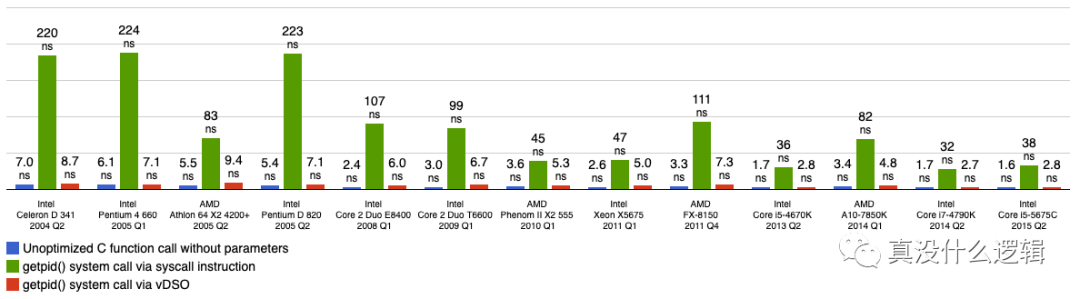 220
ns
224
ns
223
ns
107
ns
99
ns
111
ns
83
ns
82
ns
45
ns
47
ns
36
ns
32
ns
38
ns
7.0
ns
8.7
ns
6.1
ns
7.1
ns
5.5
ns
9.4
ns
5.4
ns
7.1
ns
2.4
ns
6.0
ns
3.0
ns
6.7
ns
3.6
ns
5.3
ns
2.6
ns
5.0
ns
3.3
ns
7.3
ns
1.7
ns
2.8
ns
3.4
ns
4.8
ns
1.7
ns
2.7
ns
1.6
ns
2.8
ns
Intel
Celeron D 341
2004 Q2
Intel
Pentium 4 660
2005 Q1
AMD
Athlon 64 X2 4200+
2005 Q2
Intel
Pentium D 820
2005 Q2
Intel
Core 2 Duo E8400
2008 Q1
Intel
Core 2 Duo T6600
2009 Q1
AMD
Phenom II X2 555
2010 Q1
Intel
Xeon X5675
2011 Q1
AMD
FX-8150
2011 Q4
Intel
Core i5-4670K
2013 Q2
AMD
A10-7850K
2014 Q1
Intel
Core i7-4790K
2014 Q2
Intel
Core i5-5675C
2015 Q2
Unoptimized C function call without parameters
getpid() system call via syscall instruction
getpid() system call via vDSO
真没什么逻辑